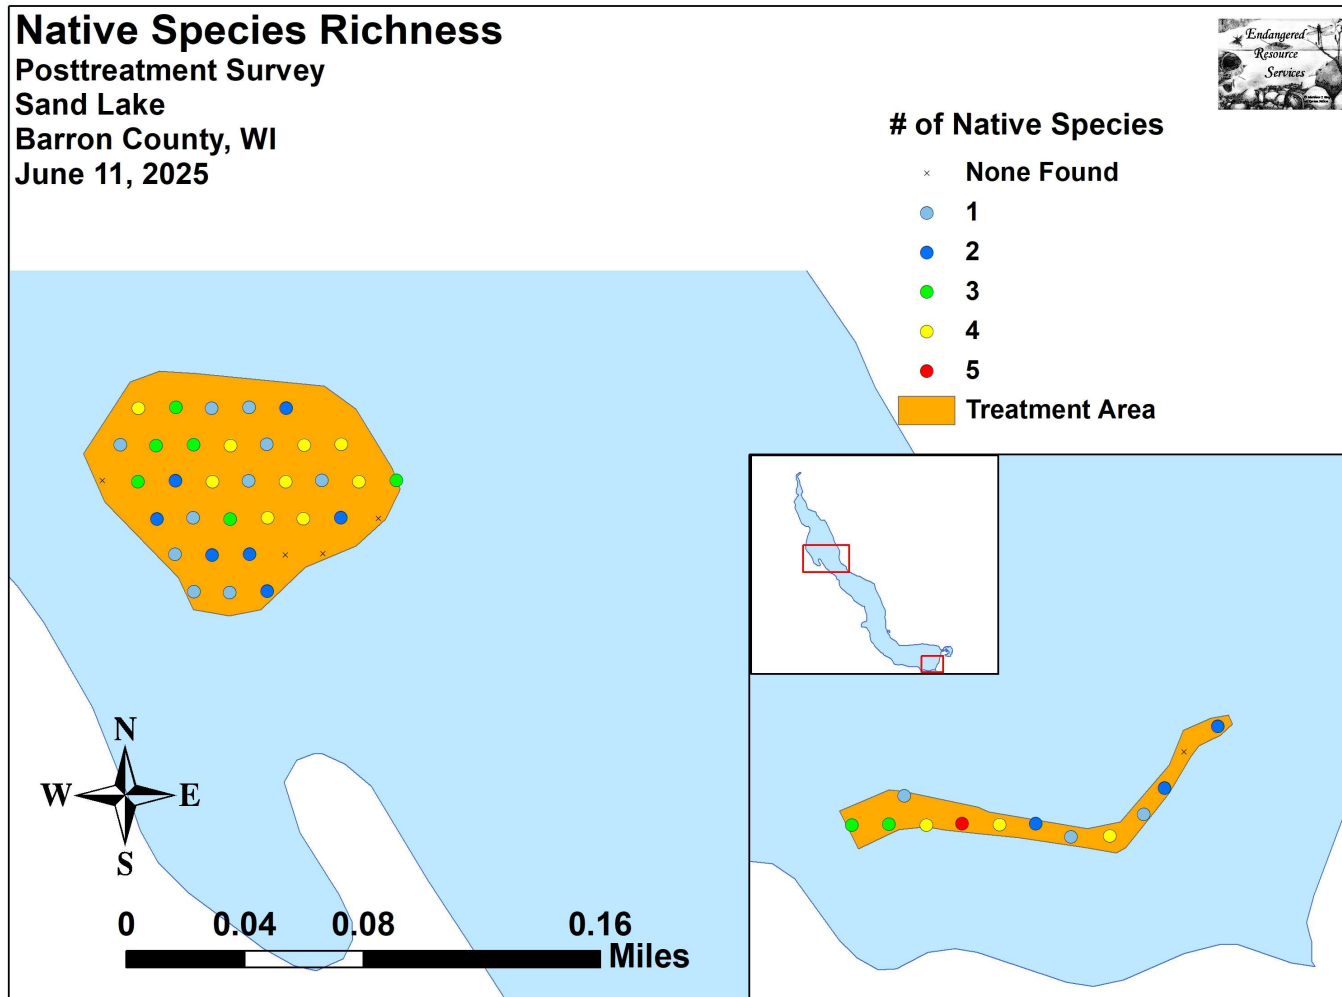 Native Species Richness
Posttreatment Survey
Sand Lake
Barron County, WI
June 11, 2025
Endangered
Resource
Services
# of Native Species
None Found
1
2
3
4
5
Treatment Area
N
W E
S
0 0.04 0.08 0.16
Miles